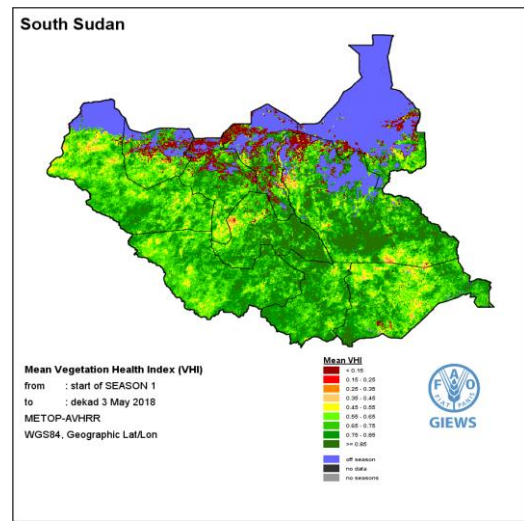 South Sudan
Mean Vegetation Health Index (VHI)
from : start of SEASON 1
to : dekad 3 May 2018
METOP-AVHRR
WGS84, Geographic Lat/Lon
Mean VHI
< 0.15
0.15 - 0.25
0.25 - 0.35
0.35 - 0.45
0.45 - 0.55
0.55 - 0.65
0.65 - 0.75
0.75 - 0.85
>= 0.85
off season
no data
no seasons
F A O
FIAT PANIS
GIEWS